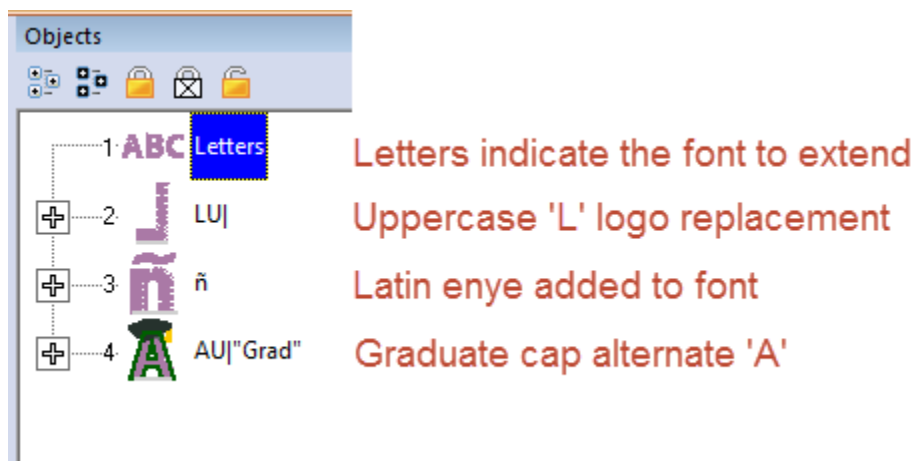 Objects
1 ABC Letters Letters indicate the font to extend
2 LU| Uppercase 'L' logo replacement
3 ñ ñ Latin enye added to font
4 A AU|"Grad" Graduate cap alternate 'A'